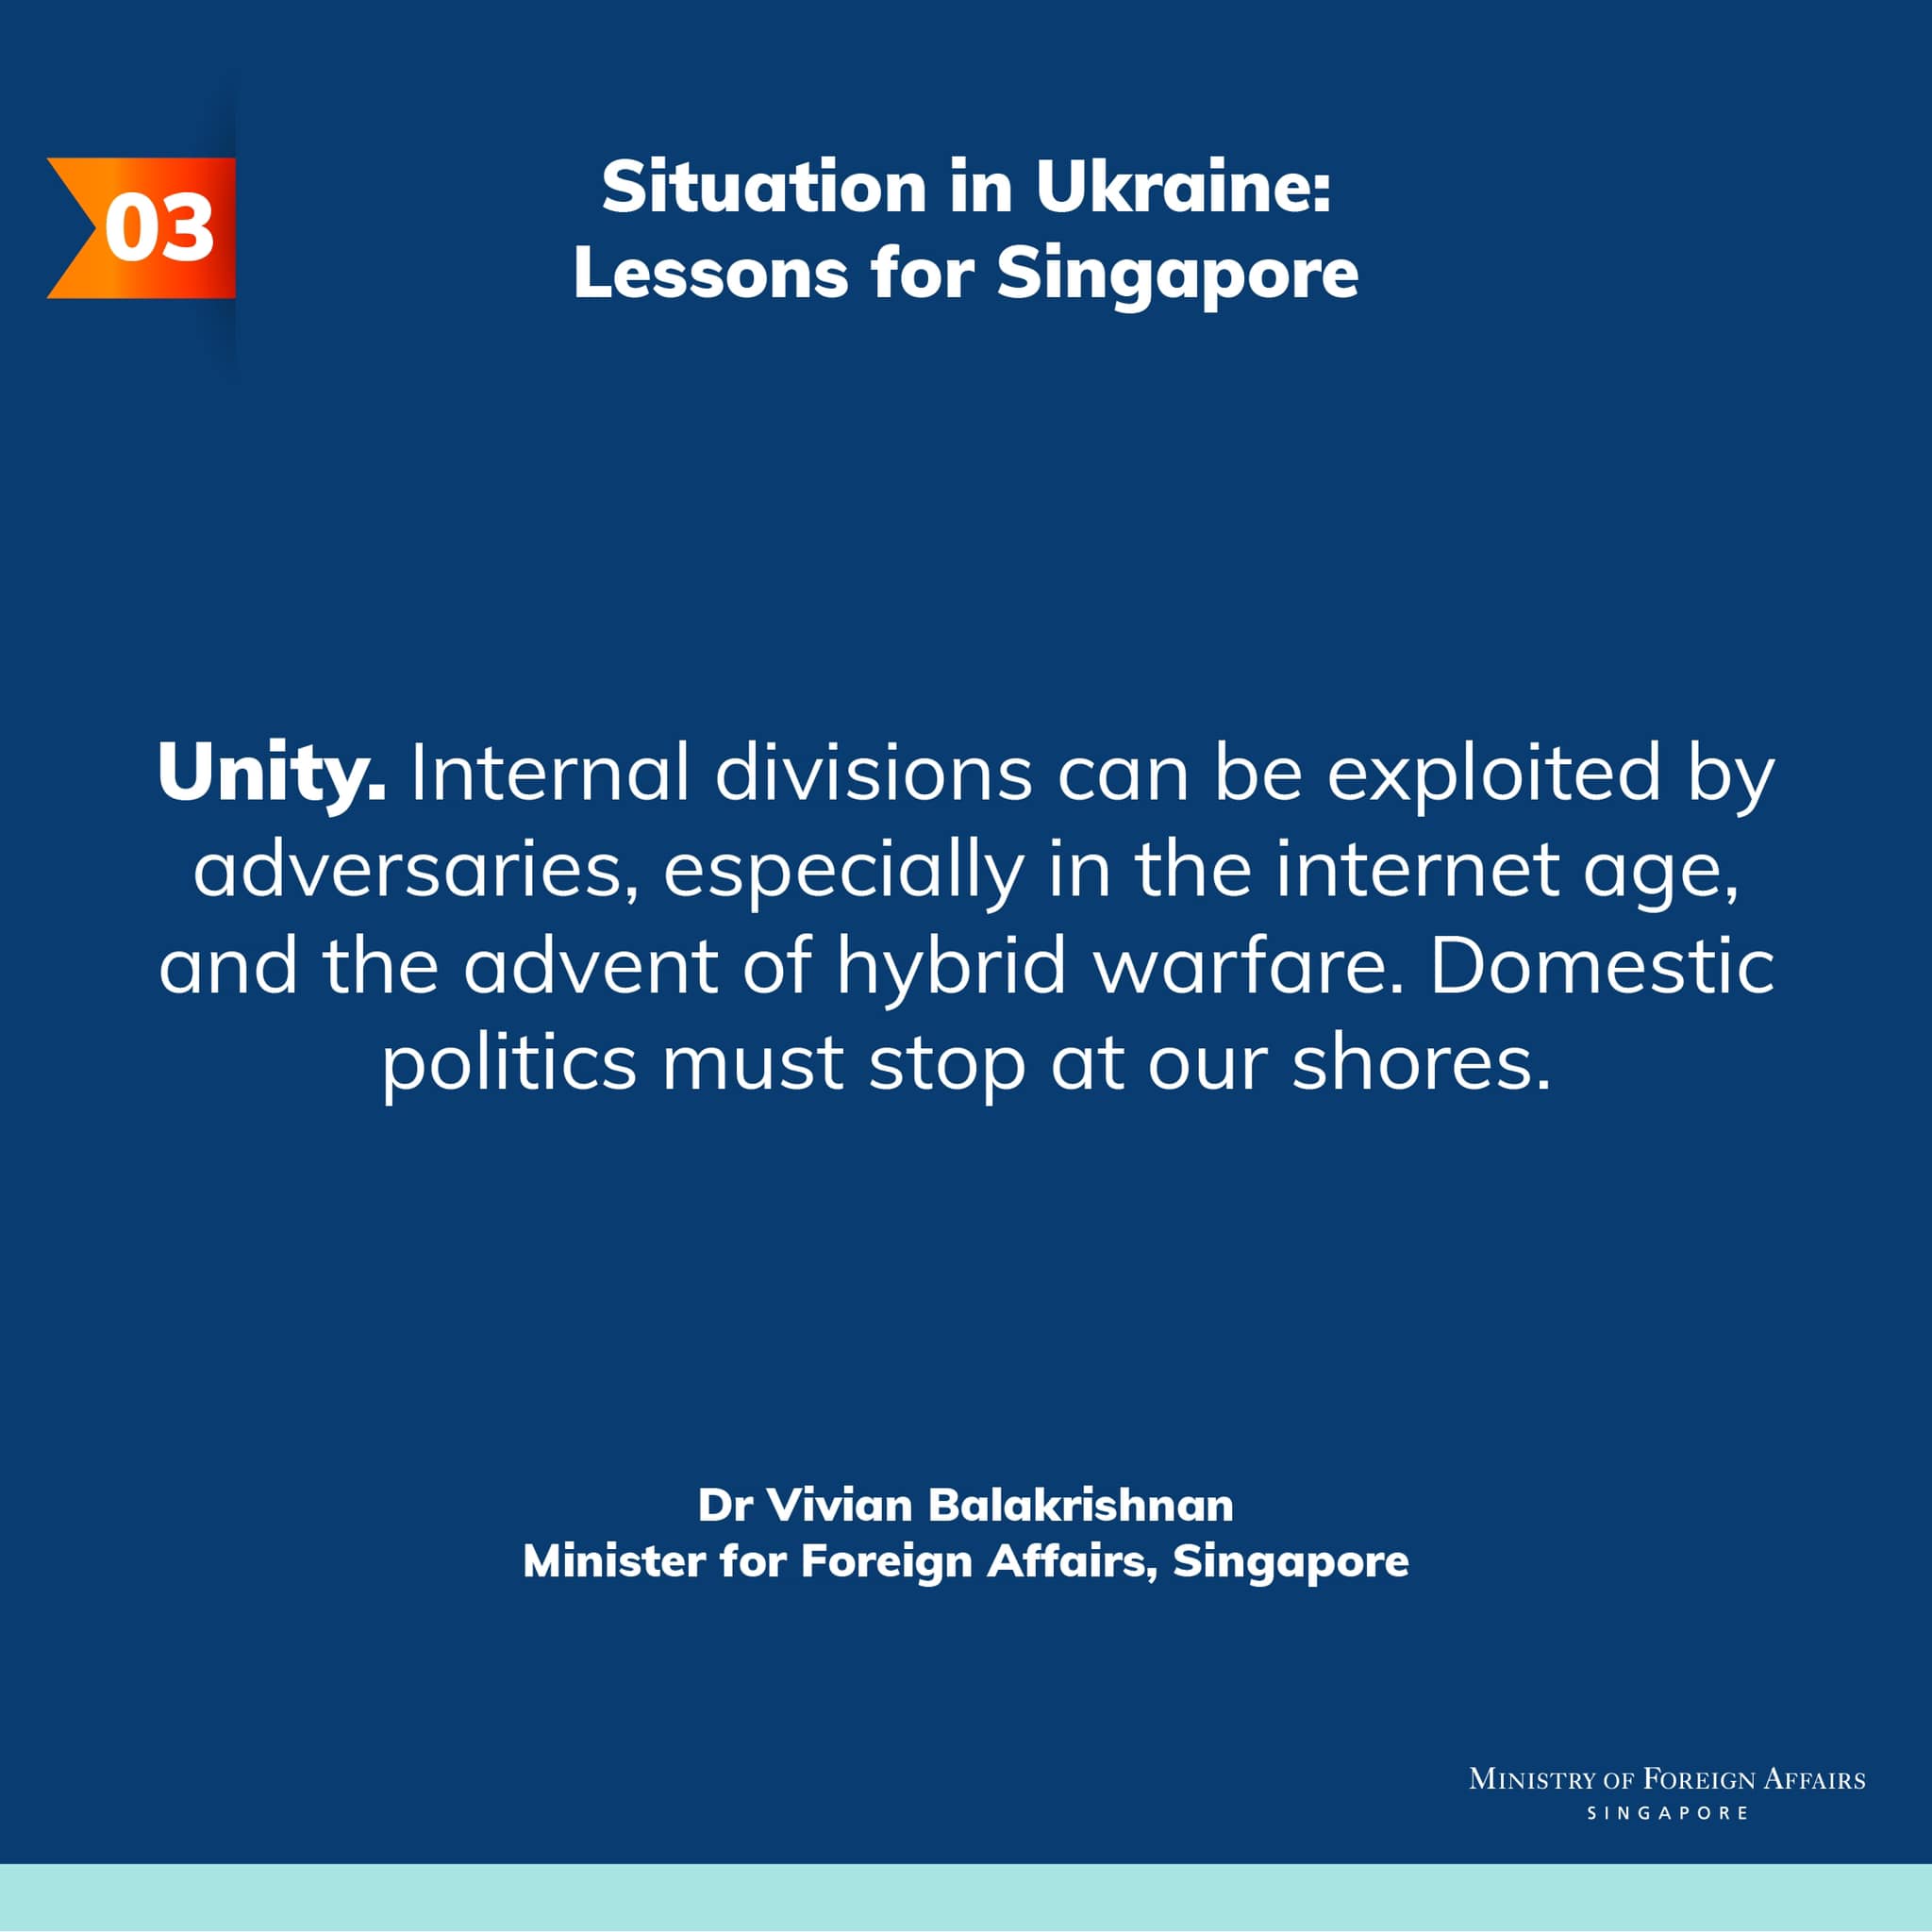 03
Situation in Ukraine:
Lessons for Singapore
Unity. Internal divisions can be exploited by
adversaries, especially in the internet age,
and the advent of hybrid warfare. Domestic
politics must stop at our shores.
Dr Vivian Balakrishnan
Minister for Foreign Affairs, Singapore
MINISTRY OF FOREIGN AFFAIRS
SINGAPORE